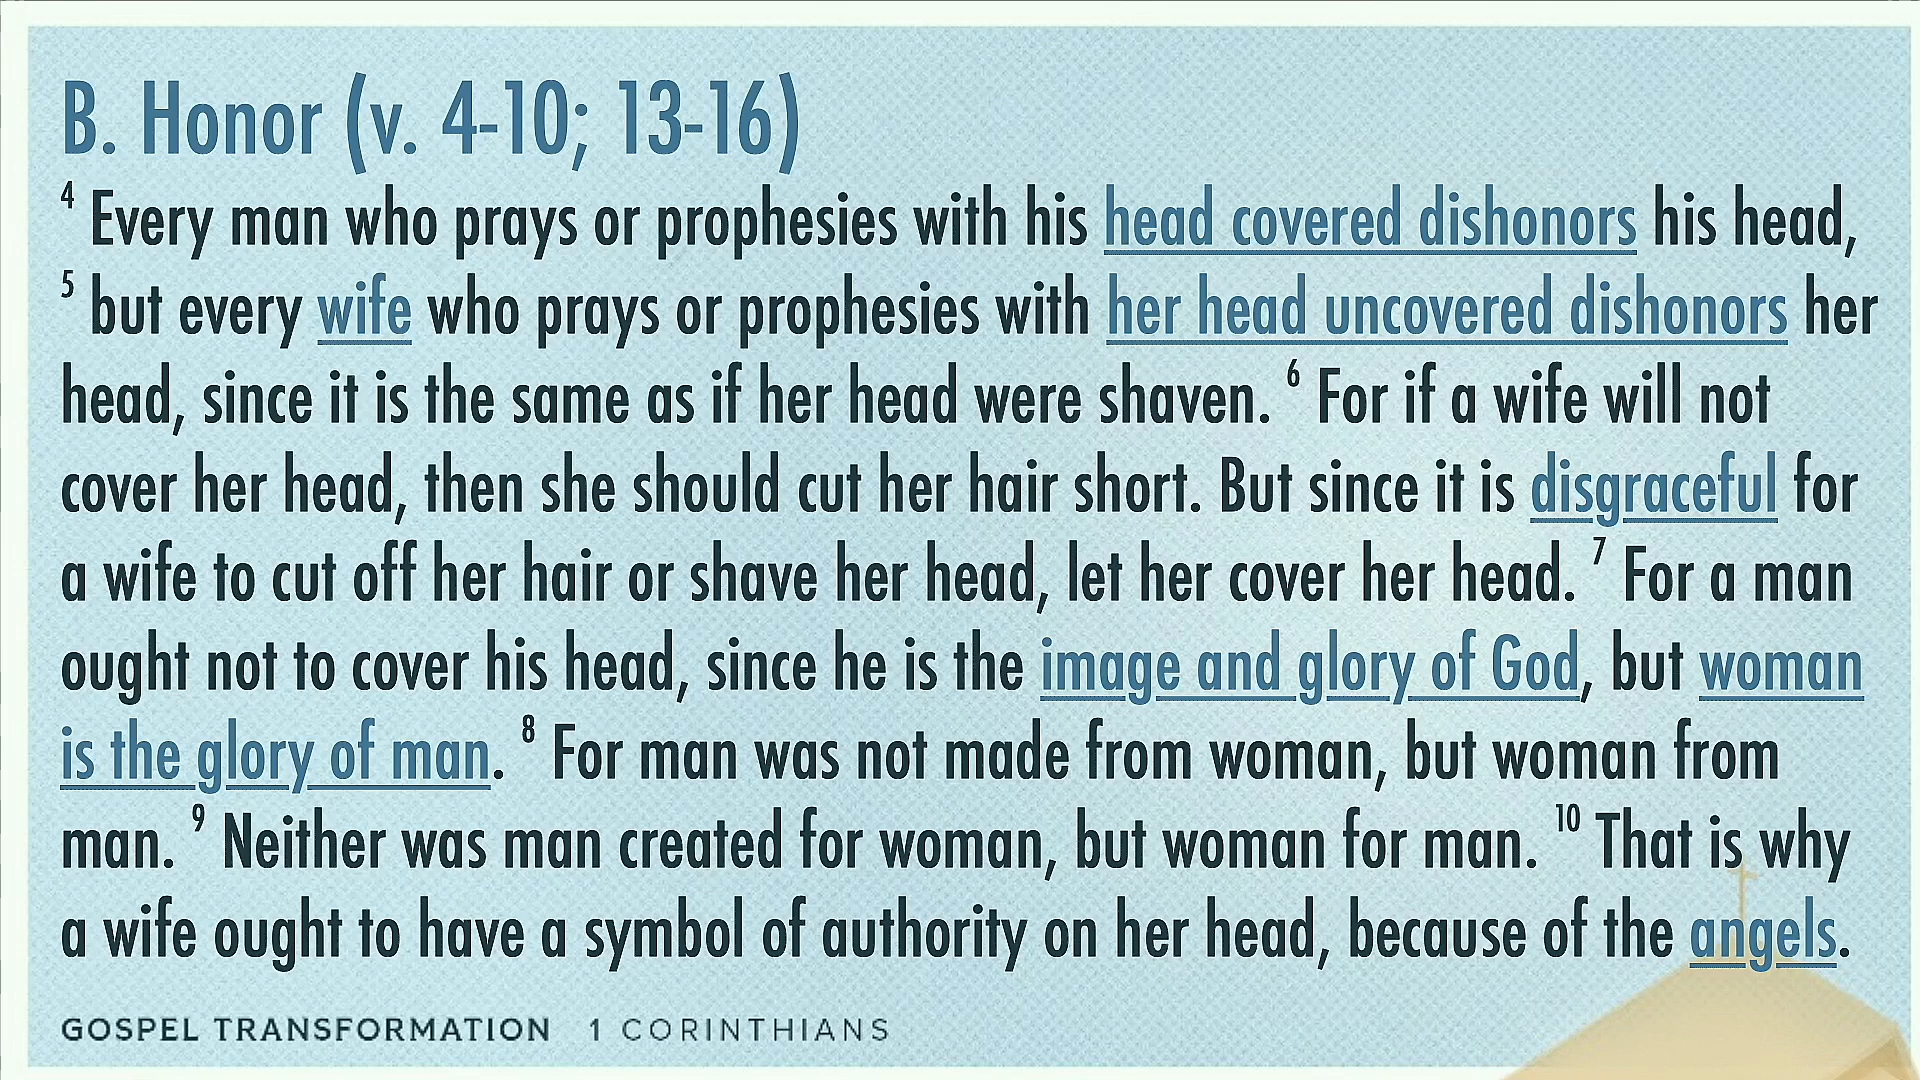 B. Honor (v. 4-10; 13-16)
4 Every man who prays or prophesies with his head covered dishonors his head,
5 but every wife who prays or prophesies with her head uncovered dishonors her
head, since it is the same as if her head were shaven. 6 For if a wife will not
cover her head, then she should cut her hair short. But since it is disgraceful for
a wife to cut off her hair or shave her head, let her cover her head. 7 For a man
ought not to cover his head, since he is the image and glory of God, but woman
is the glory of man. 8 For man was not made from woman, but woman from
man. 9 Neither was man created for woman, but woman for man. 10 That is why
a wife ought to have a symbol of authority on her head, because of the angels.
GOSPEL TRANSFORMATION 1 CORINTHIANS